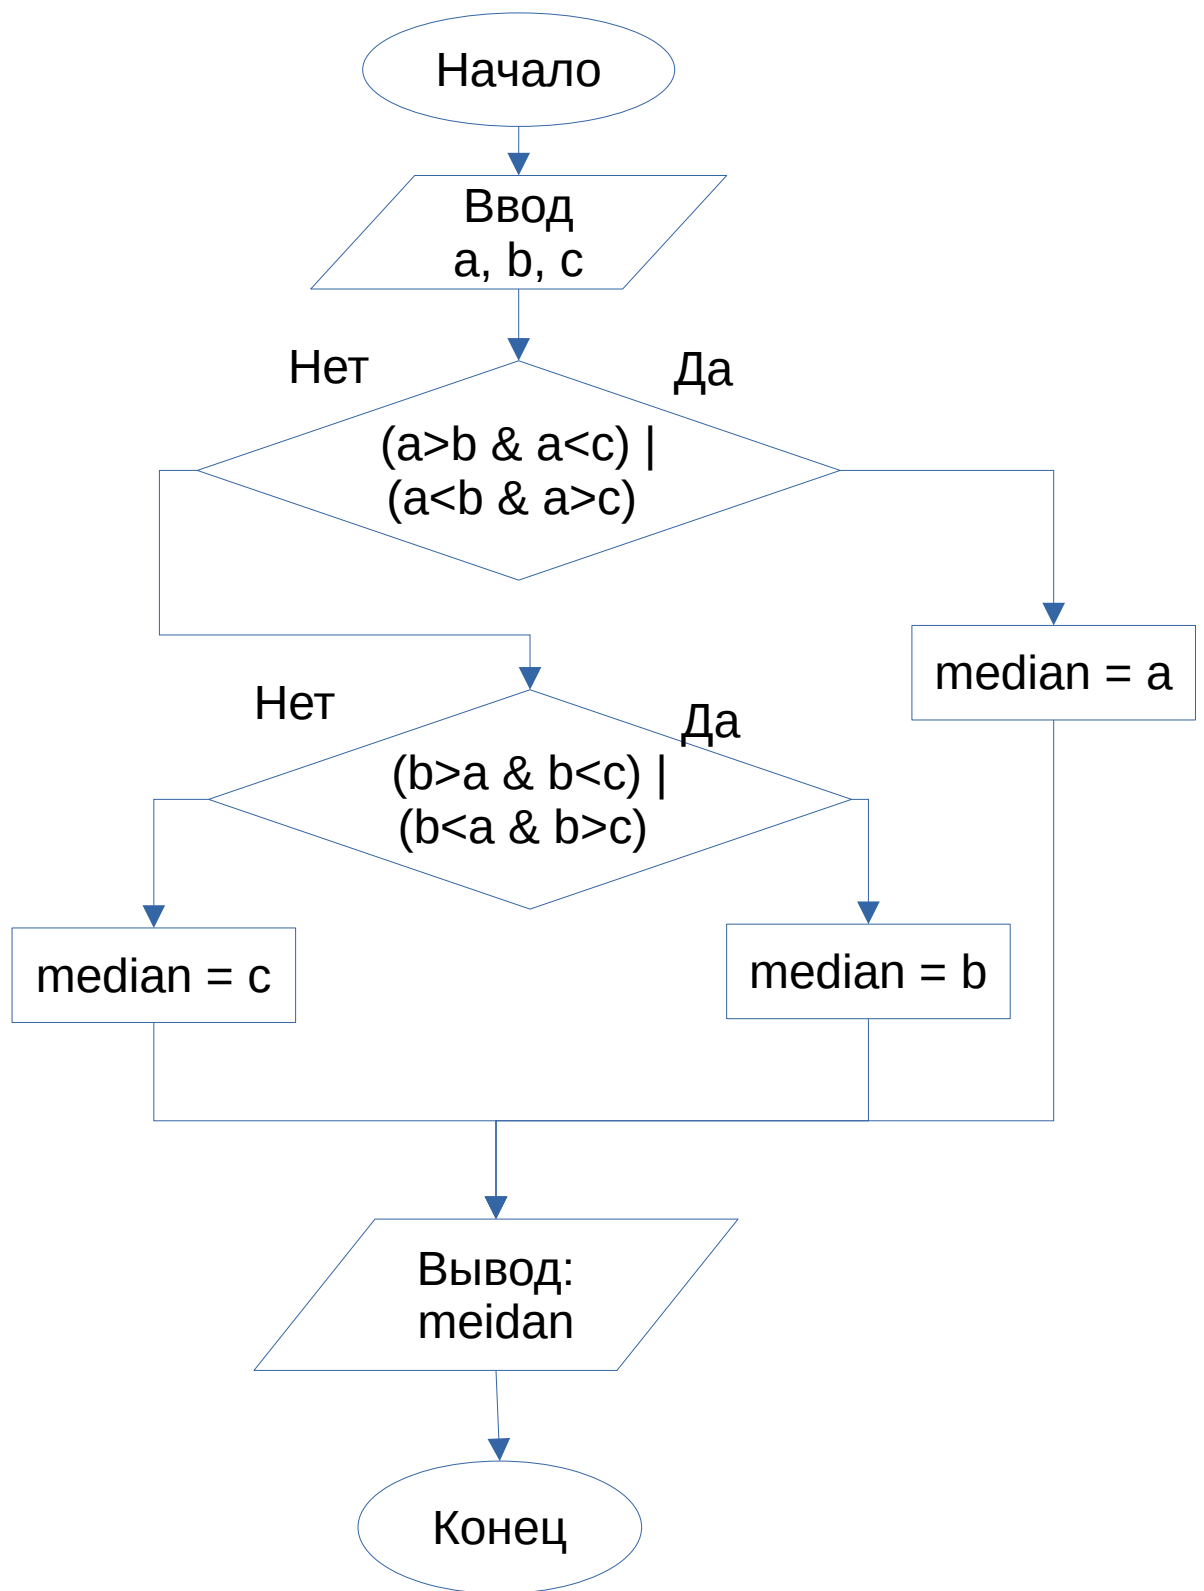 Начало
Ввод
a, b, c
Нет
Да
(a>b & a<c) |
(a<b & a>c)
median = a
Нет
Да
(b>a & b<c) |
(b<a & b>c)
median = c
median = b
Вывод:
meidan
Конец